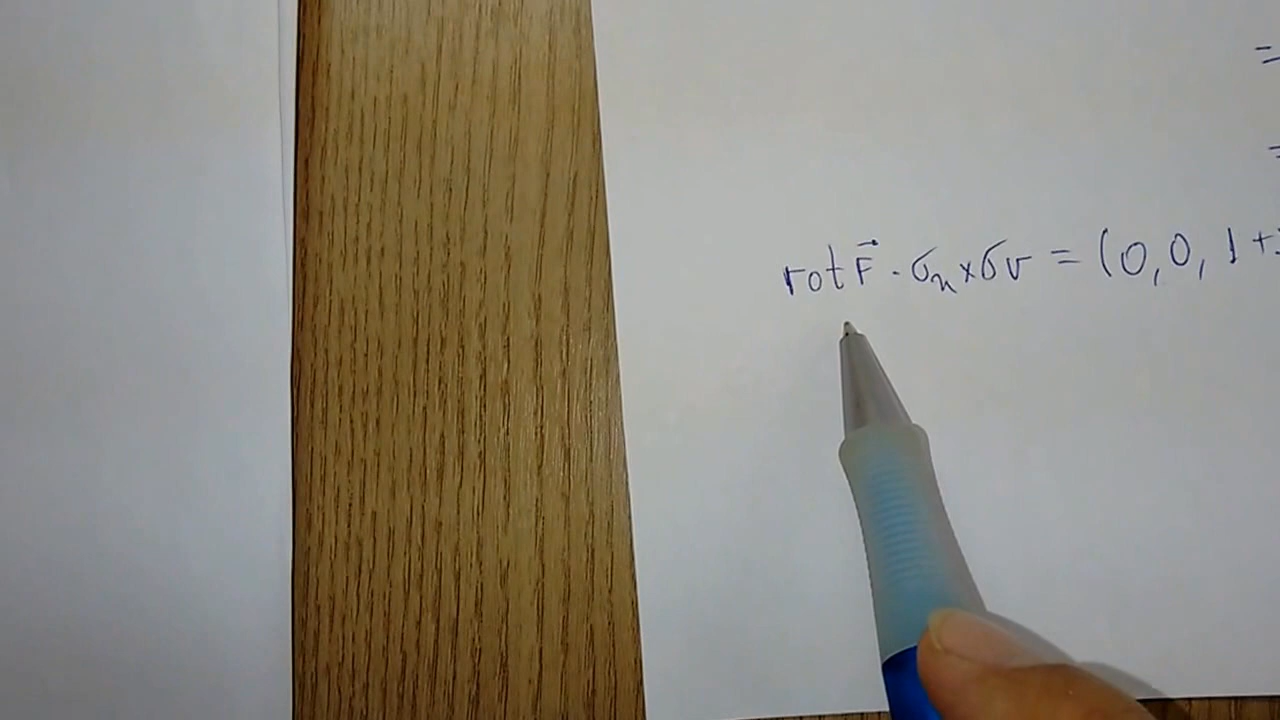 =
=
rot F⃗ · σu×σv = (0, 0, 1 +